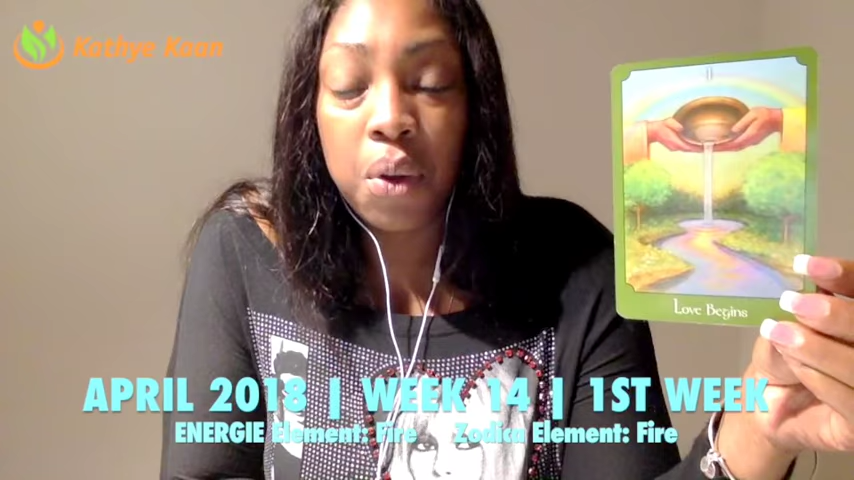 Kathye Kaan
II
Love Begins
APRIL 2018 | WEEK 14 | 1ST WEEK
ENERGIE Element: Fire Zodica Element: Fire